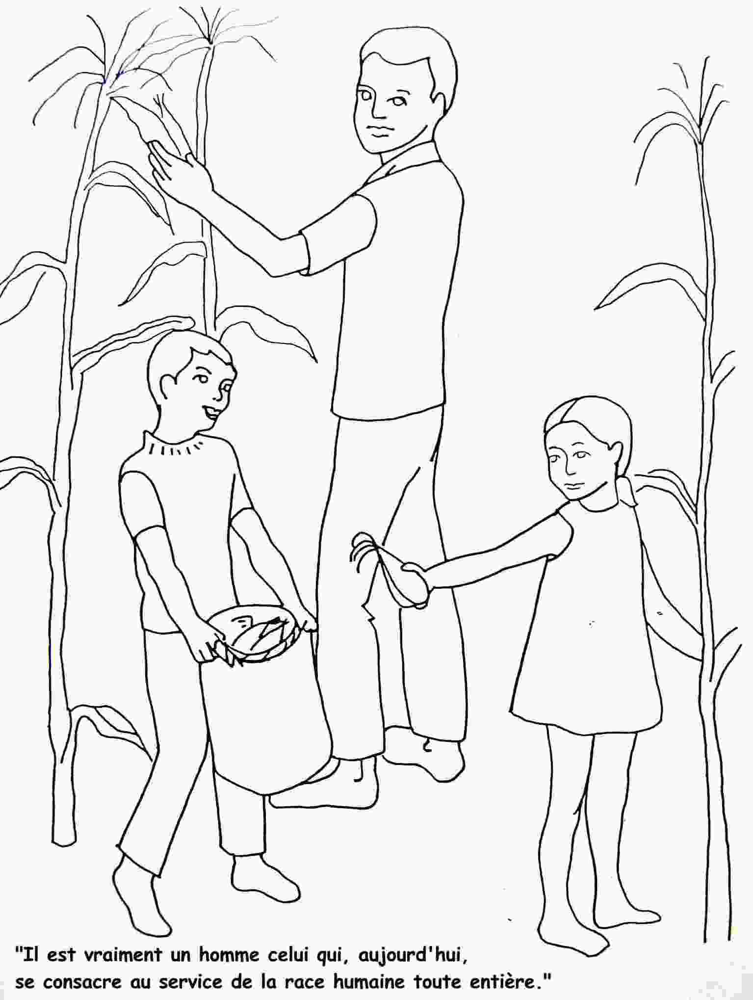 "Il est vraiment un homme celui qui, aujourd'hui,
se consacre au service de la race humaine toute entière."